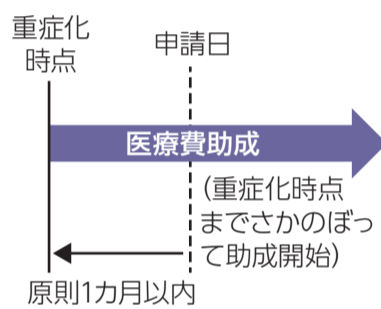 重症化
時点
申請日
医療費助成
(重症化時点
までさかのぼっ
て助成開始)
原則1カ月以内